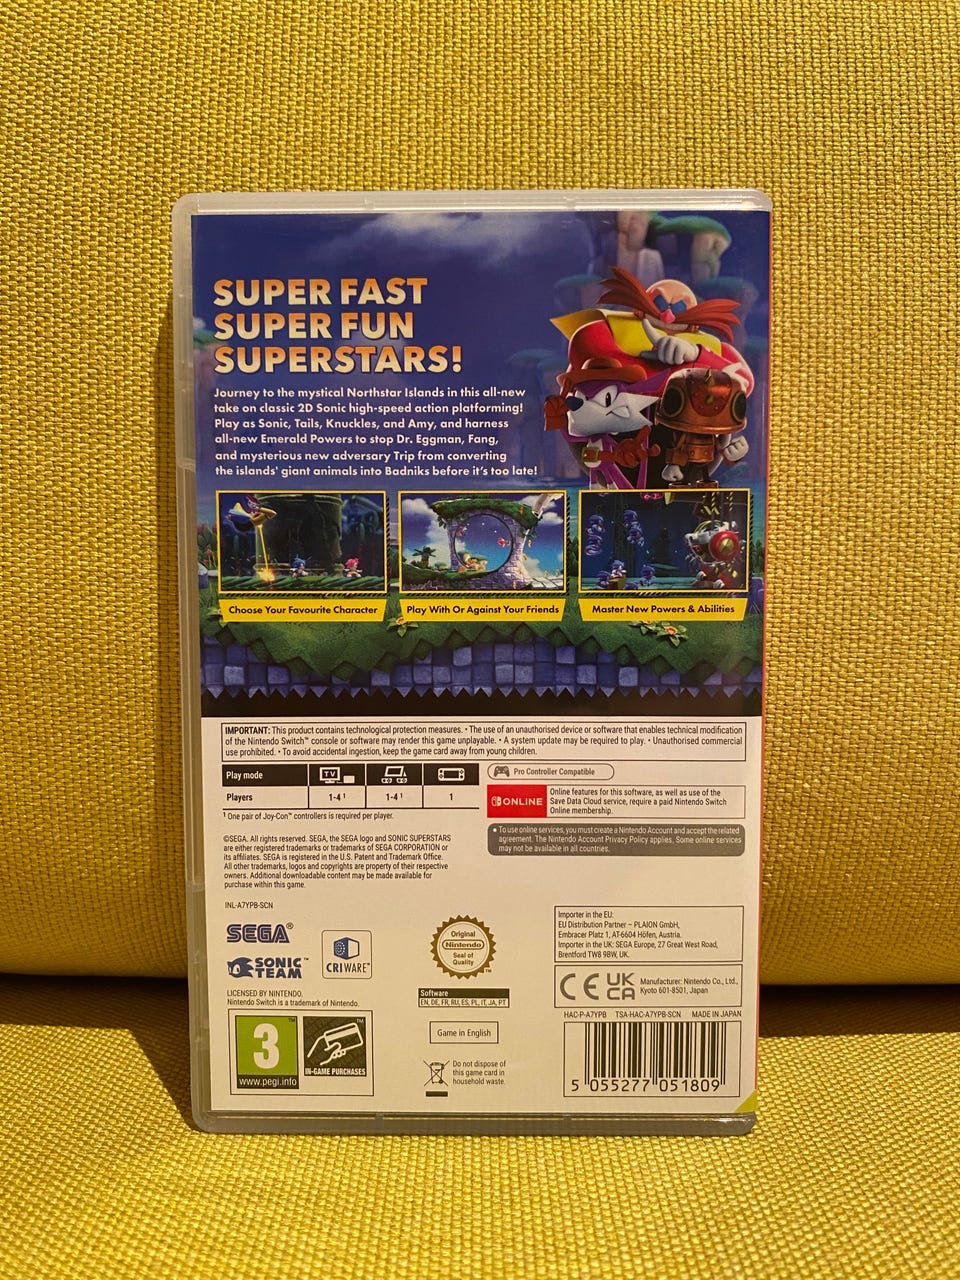 SUPER FAST
SUPER FUN
SUPERSTARS!
Journey to the mystical Northstar Islands in this all-new
take on classic 2D Sonic high-speed action platforming!
Play as Sonic, Tails, Knuckles, and Amy, and harness
all-new Emerald Powers to stop Dr. Eggman, Fang,
and mysterious new adversary Trip from converting
the islands' giant animals into Badniks before it's too late!
Choose Your Favourite Character
Play With Or Against Your Friends
Master New Powers & Abilities
IMPORTANT: This product contains technological protection measures. • The use of an unauthorised device or software that enables technical modification
of the Nintendo Switch™ console or software may render this game unplayable. • A system update may be required to play. • Unauthorised commercial
use prohibited. • To avoid accidental ingestion, keep the game card away from young children.
Play mode
TV
Players
1-4 ¹
1-4 ¹
1
¹ One pair of Joy-Con™ controllers is required per player.
Pro Controller Compatible
ONLINE
Online features for this software, as well as use of the
Save Data Cloud service, require a paid Nintendo Switch
Online membership.
• To use online services, you must create a Nintendo Account and accept the related
agreement. The Nintendo Account Privacy Policy applies. Some online services
may not be available in all countries.
©SEGA. All rights reserved. SEGA, the SEGA logo and SONIC SUPERSTARS
are either registered trademarks or trademarks of SEGA CORPORATION or
its affiliates. SEGA is registered in the U.S. Patent and Trademark Office.
All other trademarks, logos and copyrights are property of their respective
owners. Additional downloadable content may be made available for
purchase within this game.
INL-A7YPB-SCN
SEGA®
SONIC
TEAM™
CRIWARE™
Original
Nintendo
Seal of
Quality
™
Importer in the EU:
EU Distribution Partner – PLAION GmbH,
Embracer Platz 1, AT-6604 Höfen, Austria.
Importer in the UK: SEGA Europe, 27 Great West Road,
Brentford TW8 9BW, UK.
CE
UK
CA
Manufacturer: Nintendo Co., Ltd.,
Kyoto 601-8501, Japan
LICENSED BY NINTENDO.
Nintendo Switch is a trademark of Nintendo.
Software
EN, DE, FR, RU, ES, PL, IT, JA, PT
Game in English
Do not dispose of
this game card in
household waste.
HAC-P-A7YPB
TSA-HAC-A7YPB-SCN
MADE IN JAPAN
3
™
www.pegi.info
IN-GAME PURCHASES
5 055277 051809